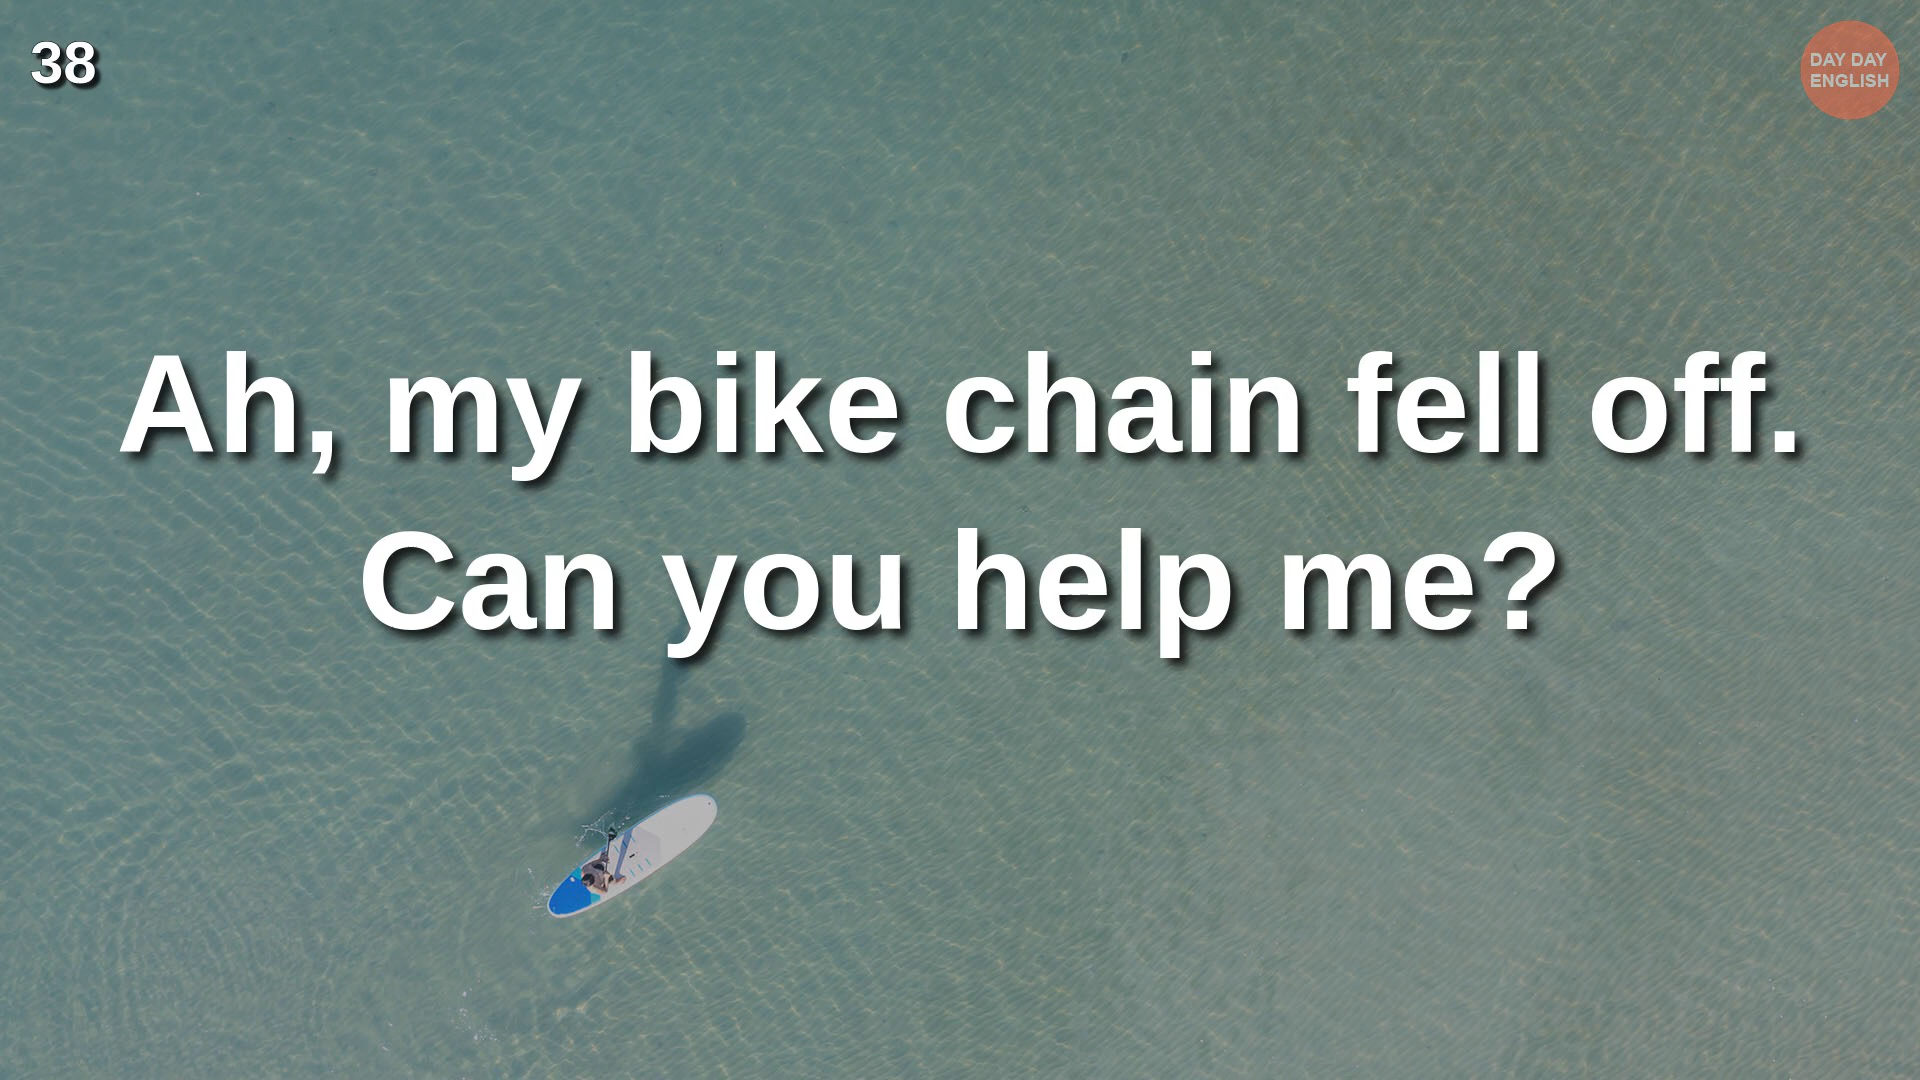 38
DAY DAY
ENGLISH
Ah, my bike chain fell off.
Can you help me?